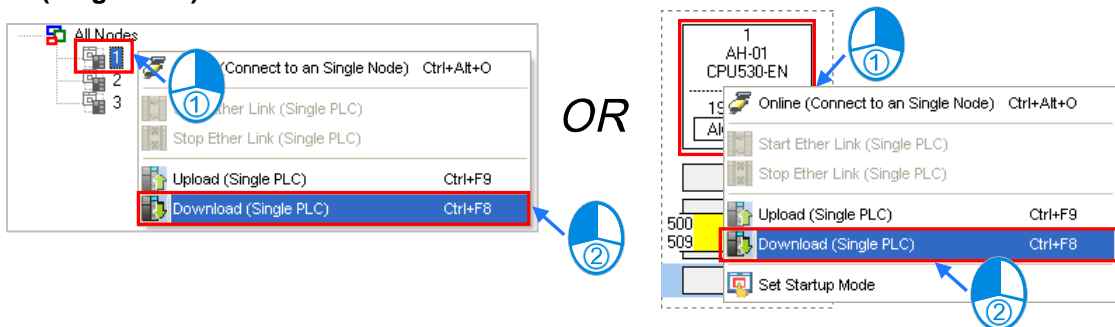 All Nodes
1
2
3
(Connect to an Single Node) Ctrl+Alt+O
Ether Link (Single PLC)
Stop Ether Link (Single PLC)
Upload (Single PLC) Ctrl+F9
Download (Single PLC) Ctrl+F8
①
②
OR
1
AH-01
CPU530-EN
19
500
509
Online (Connect to an Single Node) Ctrl+Alt+O
Start Ether Link (Single PLC)
Stop Ether Link (Single PLC)
Upload (Single PLC) Ctrl+F9
Download (Single PLC) Ctrl+F8
Set Startup Mode
①
②